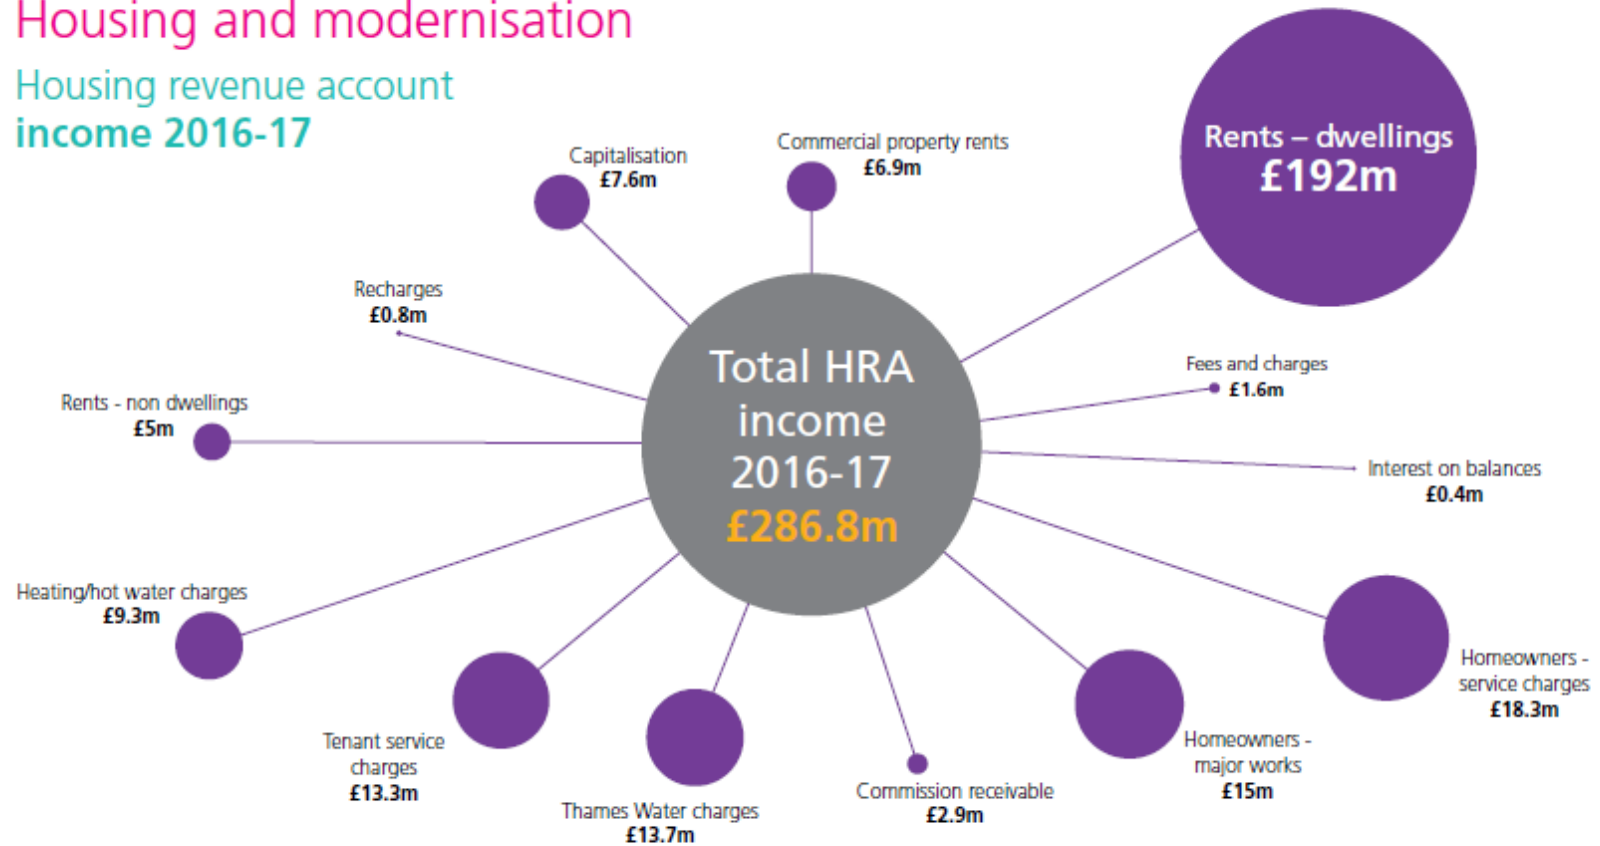 Housing and modernisation
Housing revenue account
income 2016-17
Commercial property rents
£6.9m
Capitalisation
£7.6m
Rents – dwellings
£192m
Recharges
£0.8m
Total HRA
income
2016-17
£286.8m
Fees and charges
£1.6m
Rents - non dwellings
£5m
Interest on balances
£0.4m
Heating/hot water charges
£9.3m
Homeowners -
service charges
£18.3m
Tenant service
charges
£13.3m
Homeowners -
major works
£15m
Thames Water charges
£13.7m
Commission receivable
£2.9m